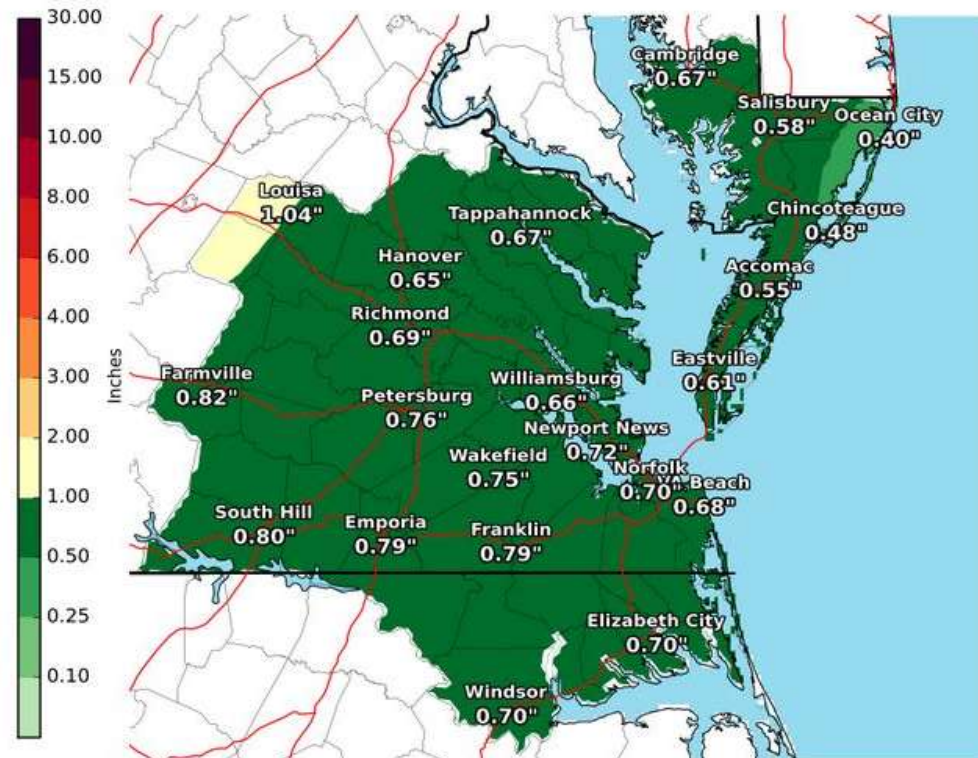 30.00
15.00
10.00
8.00
6.00
4.00
3.00
2.00
1.00
0.50
0.25
0.10
Inches
Cambridge
0.67"
Salisbury
0.58"
Ocean City
0.40"
Louisa
1.04"
Tappahannock
0.67"
Chincoteague
0.48"
Hanover
0.65"
Accomac
0.55"
Richmond
0.69"
Farmville
0.82"
Eastville
0.61"
Williamsburg
0.66"
Petersburg
0.76"
Newport News
0.72"
Wakefield
0.75"
Norfolk
0.70"
VA Beach
0.68"
South Hill
0.80"
Emporia
0.79"
Franklin
0.79"
Elizabeth City
0.70"
Windsor
0.70"